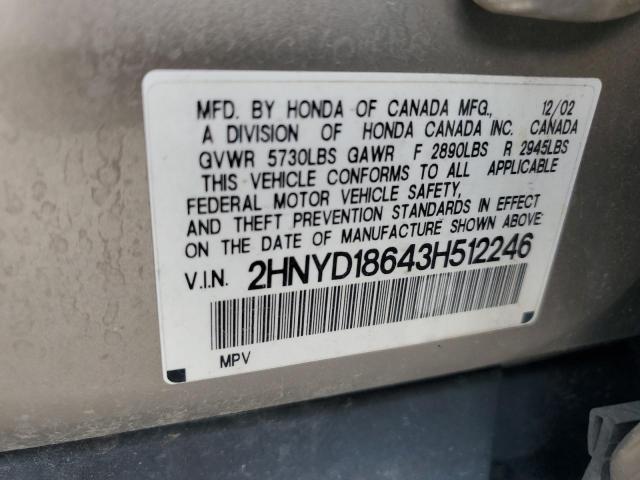 MFD. BY HONDA OF CANADA MFG., 12/02
A DIVISION OF HONDA CANADA INC. CANADA
GVWR 5730LBS GAWR F 2890LBS R 2945LBS
THIS VEHICLE CONFORMS TO ALL APPLICABLE
FEDERAL MOTOR VEHICLE SAFETY,
AND THEFT PREVENTION STANDARDS IN EFFECT
ON THE DATE OF MANUFACTURE SHOWN ABOVE.
V.I.N. 2HNYD18643H512246
MPV